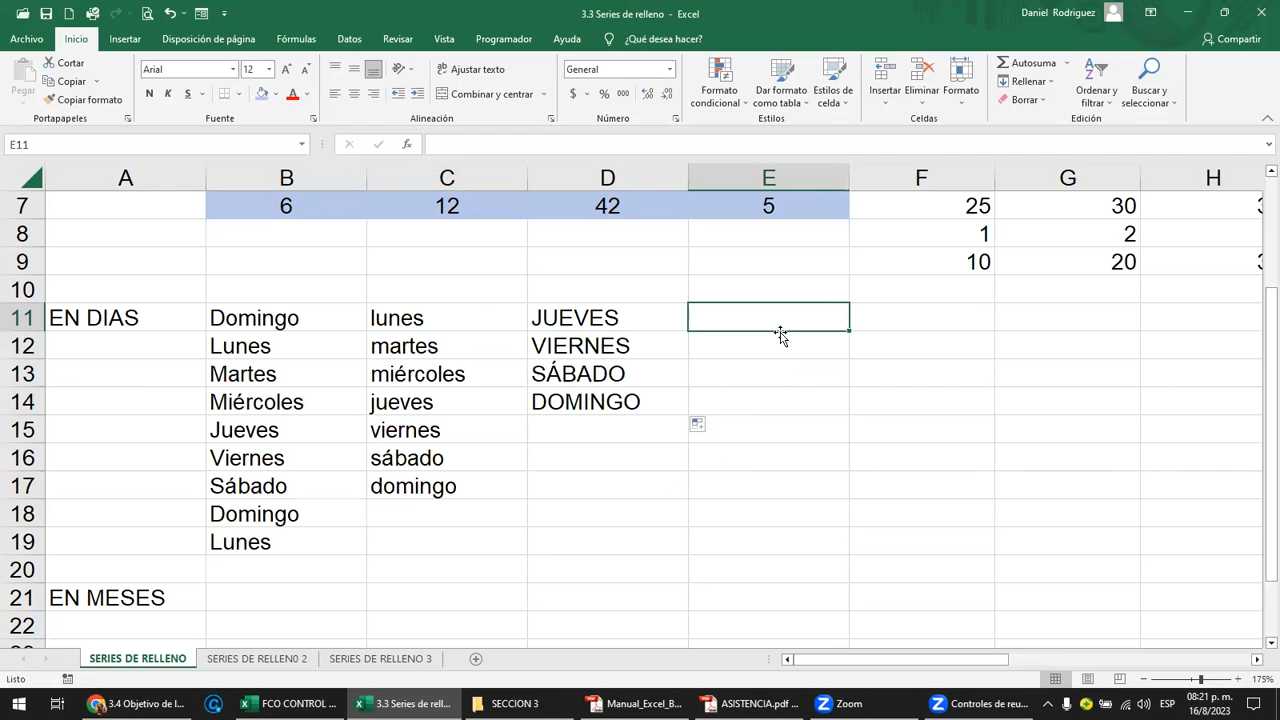 3.3 Series de relleno - Excel
Daniel Rodriguez
Archivo Inicio Insertar Disposición de página Fórmulas Datos Revisar Vista Programador Ayuda ¿Qué desea hacer? Compartir
Pegar Cortar Copiar Copiar formato
Arial 12 N K S
Ajustar texto Combinar y centrar
General $ % 000
Formato condicional Dar formato como tabla Estilos de celda
Insertar Eliminar Formato
Autosuma Rellenar Borrar Ordenar y filtrar Buscar y seleccionar
Portapapeles Fuente Alineación Número Estilos Celdas Edición
E11 fx
A B C D E F G H
7 6 12 42 5 25 30
8 1 2
9 10 20
10
11 EN DIAS Domingo lunes JUEVES
12 Lunes martes VIERNES
13 Martes miércoles SÁBADO
14 Miércoles jueves DOMINGO
15 Jueves viernes
16 Viernes sábado
17 Sábado domingo
18 Domingo
19 Lunes
20
21 EN MESES
22
SERIES DE RELLENO SERIES DE RELLEN0 2 SERIES DE RELLENO 3
Listo 175%
3.4 Objetivo de l... FCO CONTROL ... 3.3 Series de rell... SECCION 3 Manual_Excel_B... ASISTENCIA.pdf ... Zoom Controles de reu... ESP 08:21 p. m.
16/8/2023